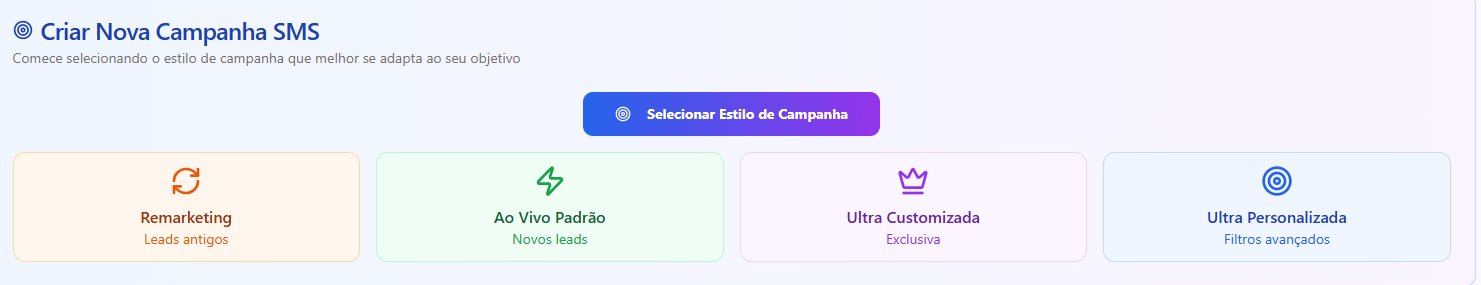 Criar Nova Campanha SMS
Comece selecionando o estilo de campanha que melhor se adapta ao seu objetivo
Selecionar Estilo de Campanha
Remarketing
Leads antigos
Ao Vivo Padrão
Novos leads
Ultra Customizada
Exclusiva
Ultra Personalizada
Filtros avançados